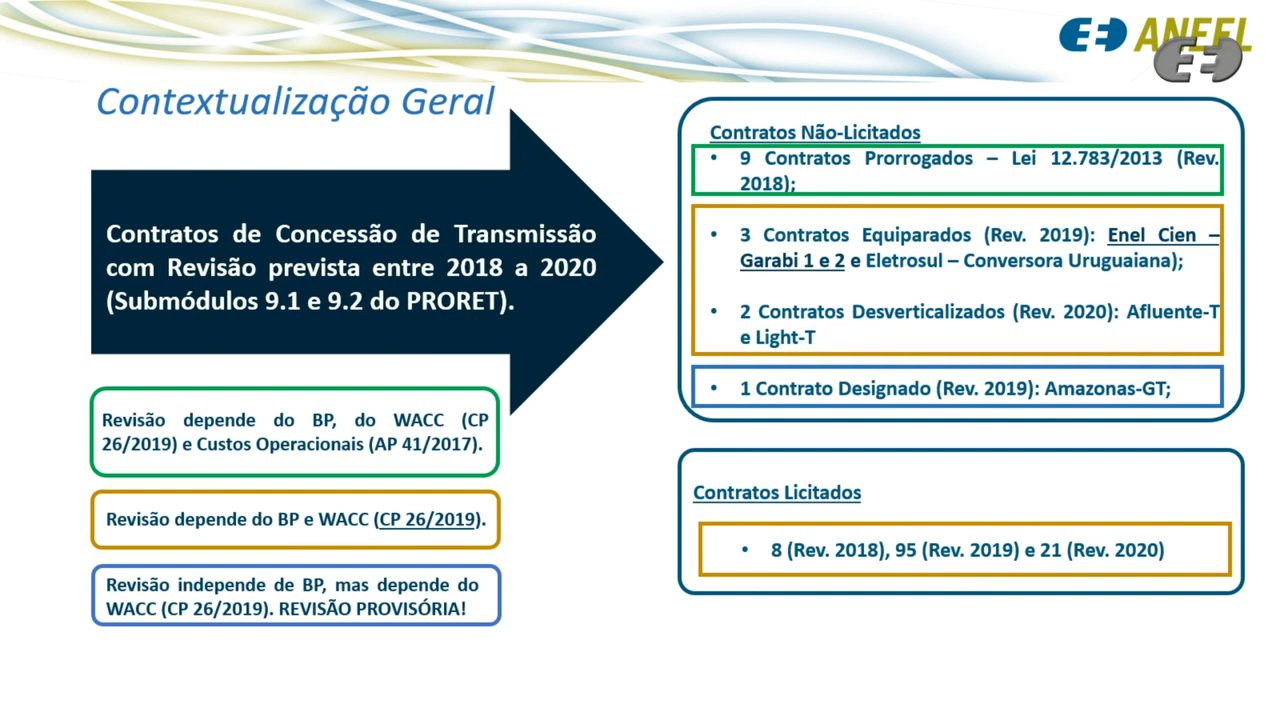 ANEEL
Contextualização Geral
Contratos de Concessão de Transmissão
com Revisão prevista entre 2018 a 2020
(Submódulos 9.1 e 9.2 do PRORET).
Revisão depende do BP, do WACC (CP
26/2019) e Custos Operacionais (AP 41/2017).
Revisão depende do BP e WACC (CP 26/2019).
Revisão independe de BP, mas depende do
WACC (CP 26/2019). REVISÃO PROVISÓRIA!
Contratos Não-Licitados
• 9 Contratos Prorrogados – Lei 12.783/2013 (Rev.
2018);
• 3 Contratos Equiparados (Rev. 2019): Enel Cien –
Garabi 1 e 2 e Eletrosul – Conversora Uruguaiana);
• 2 Contratos Desverticalizados (Rev. 2020): Afluente-T
e Light-T
• 1 Contrato Designado (Rev. 2019): Amazonas-GT;
Contratos Licitados
• 8 (Rev. 2018), 95 (Rev. 2019) e 21 (Rev. 2020)